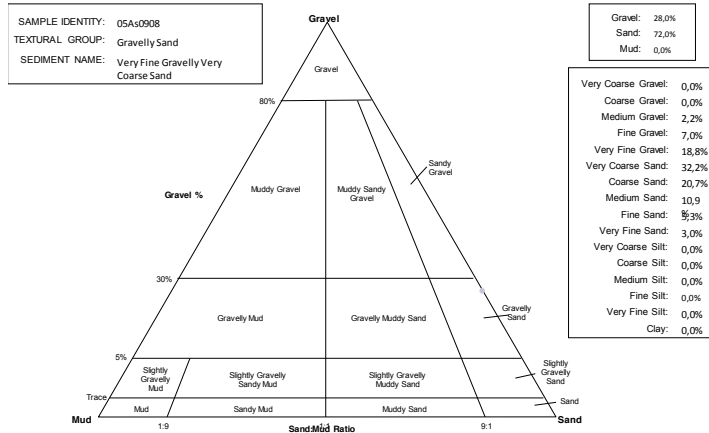 SAMPLE IDENTITY: 05As0908
TEXTURAL GROUP: Gravelly Sand
SEDIMENT NAME: Very Fine Gravelly Very
Coarse Sand
Gravel: 28,0%
Sand: 72,0%
Mud: 0,0%
Very Coarse Gravel: 0,0%
Coarse Gravel: 0,0%
Medium Gravel: 2,2%
Fine Gravel: 7,0%
Very Fine Gravel: 18,8%
Very Coarse Sand: 32,2%
Coarse Sand: 20,7%
Medium Sand: 10,9
%
Fine Sand: 5,3%
Very Fine Sand: 3,0%
Very Coarse Silt: 0,0%
Coarse Silt: 0,0%
Medium Silt: 0,0%
Fine Silt: 0,0%
Very Fine Silt: 0,0%
Clay: 0,0%
Gravel
Gravel
80%
Sandy
Gravel
Gravel %
Muddy Gravel
Muddy Sandy
Gravel
30%
Gravelly Mud
Gravelly Muddy Sand
Gravelly
Sand
5%
Slightly
Gravelly
Mud
Slightly Gravelly
Sandy Mud
Slightly Gravelly
Muddy Sand
Slightly
Gravelly
Sand
Trace
Mud
Sandy Mud
Muddy Sand
Sand
Mud
Sand
1:9
9:1
Sand:Mud Ratio